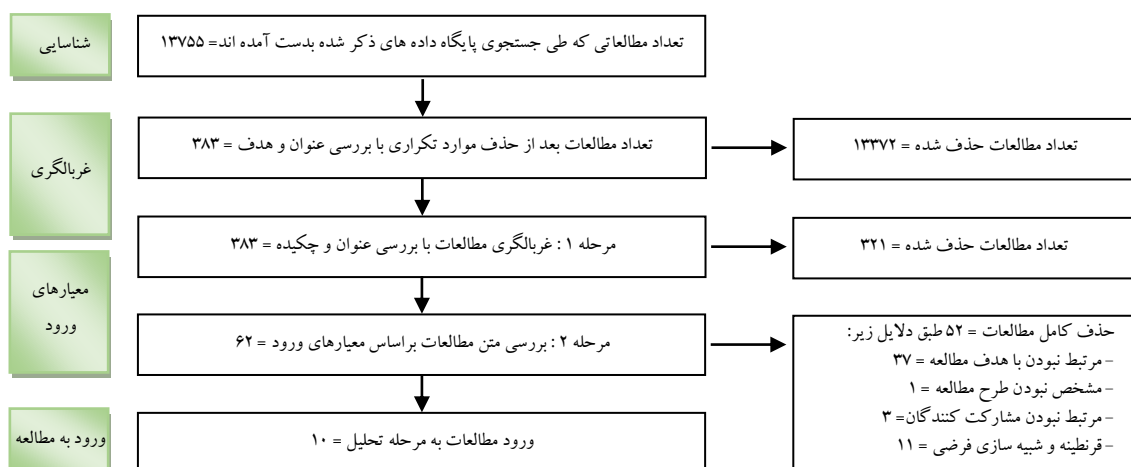 شناسایی
تعداد مطالعاتی که طی جستجوی پایگاه داده های ذکر شده بدست آمده اند= ۱۳۷۵۵
غربالگری
تعداد مطالعات بعد از حذف موارد تکراری با بررسی عنوان و هدف = ۳۸۳
تعداد مطالعات حذف شده = ۱۳۳۷۲
مرحله ۱ : غربالگری مطالعات با بررسی عنوان و چکیده = ۳۸۳
تعداد مطالعات حذف شده = ۳۲۱
معیارهای
ورود
مرحله ۲ : بررسی متن مطالعات براساس معیارهای ورود = ۶۲
حذف کامل مطالعات = ۵۲ طبق دلایل زیر:
- مرتبط نبودن با هدف مطالعه = ۳۷
- مشخص نبودن طرح مطالعه = ۱
- مرتبط نبودن مشارکت کنندگان= ۳
- قرنطینه و شبیه سازی فرضی = ۱۱
ورود به مطالعه
ورود مطالعات به مرحله تحلیل = ۱۰